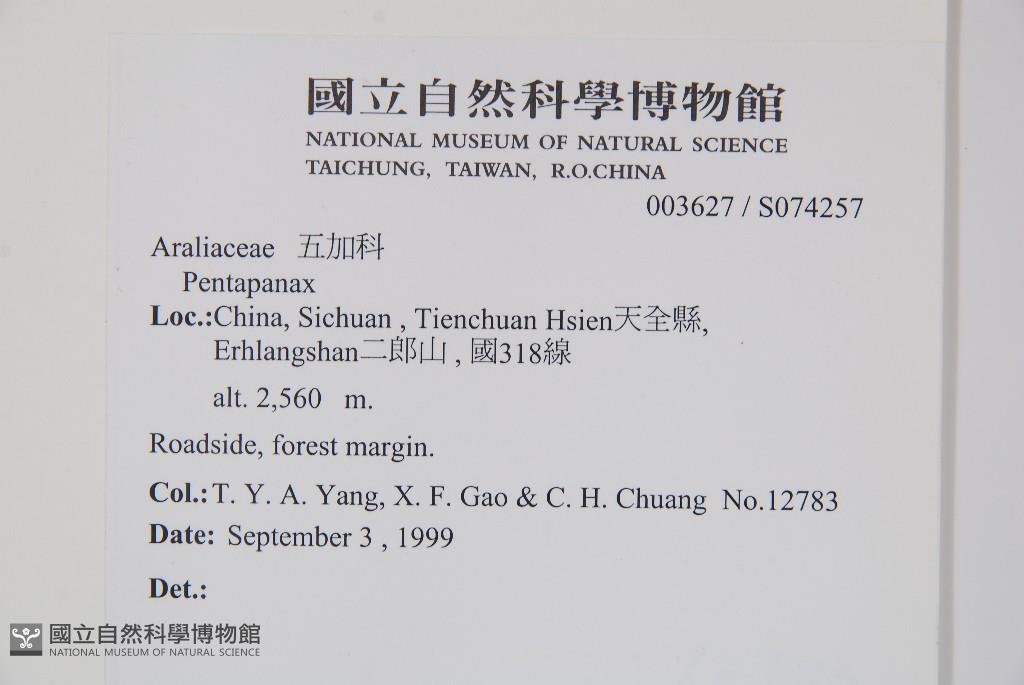 國立自然科學博物館
NATIONAL MUSEUM OF NATURAL SCIENCE
TAICHUNG, TAIWAN, R.O.CHINA
003627 / S074257
Araliaceae 五加科
Pentapanax
Loc.:China, Sichuan , Tienchuan Hsien天全縣,
Erhlangshan二郎山 , 國318線
alt. 2,560 m.
Roadside, forest margin.
Col.: T. Y. A. Yang, X. F. Gao & C. H. Chuang No.12783
Date: September 3 , 1999
Det.:
國立自然科學博物館
NATIONAL MUSEUM OF NATURAL SCIENCE